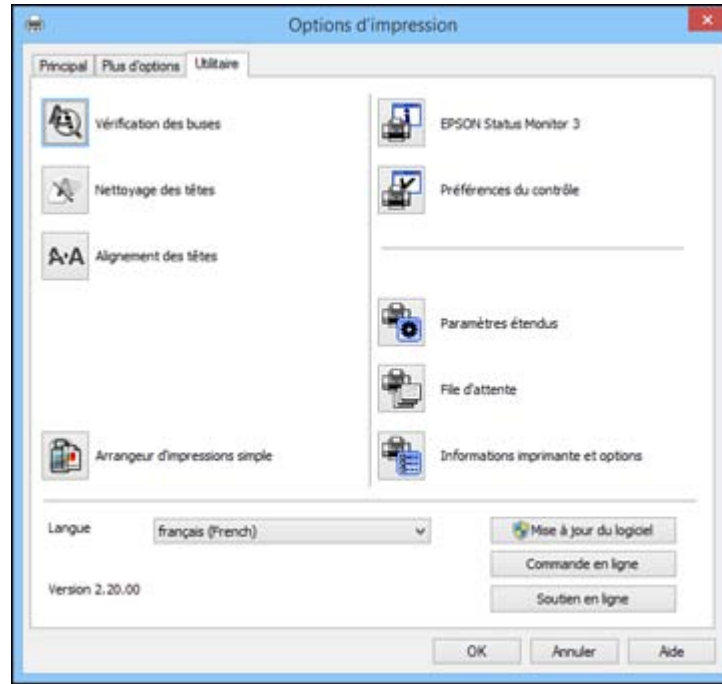 Options d'impression
Principal
Plus d'options
Utilitaire
Vérification des buses
Nettoyage des têtes
A·A Alignement des têtes
Arrangeur d'impressions simple
EPSON Status Monitor 3
Préférences du contrôle
Paramètres étendus
File d'attente
Informations imprimante et options
Langue
français (French)
Version 2.20.00
Mise à jour du logiciel
Commande en ligne
Soutien en ligne
OK
Annuler
Aide